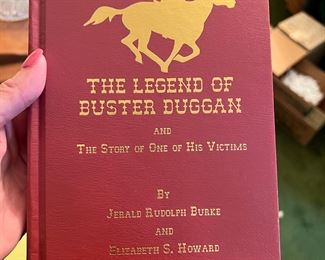 THE LEGEND OF
BUSTER DUGGAN
AND
THE STORY OF ONE OF HIS VICTIMS
BY
JERALD RUDOLPH BURKE
AND
ELIZABETH S. HOWARD